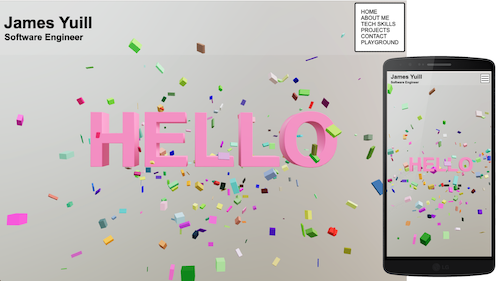 James Yuill
Software Engineer
HOME
ABOUT ME
TECH SKILLS
PROJECTS
CONTACT
PLAYGROUND
HELLO
James Yuill
Software Engineer
HELLO